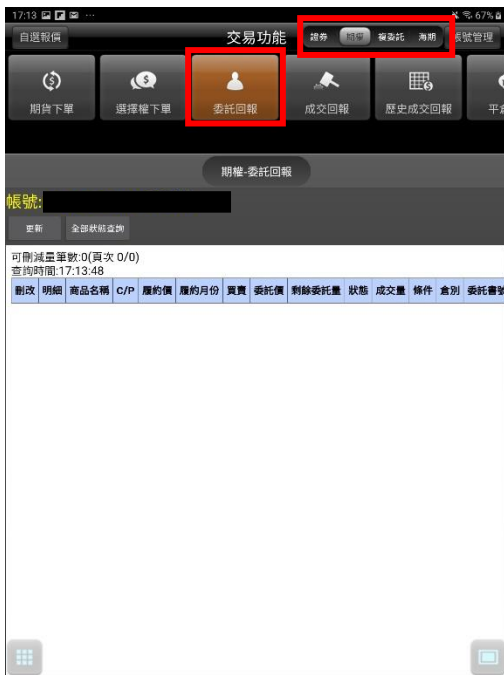 17:13 67%
自選報價 交易功能 證券 期權 複委託 海期 帳號管理
期貨下單 選擇權下單 委託回報 成交回報 歷史成交回報 平倉
期權-委託回報
帳號:
更新 全部狀態查詢
可刪減量筆數:0(頁次 0/0)
查詢時間:17:13:48
刪改 明細 商品名稱 C/P 履約價 履約月份 買賣 委託價 剩餘委託量 狀態 成交量 條件 倉別 委託書號